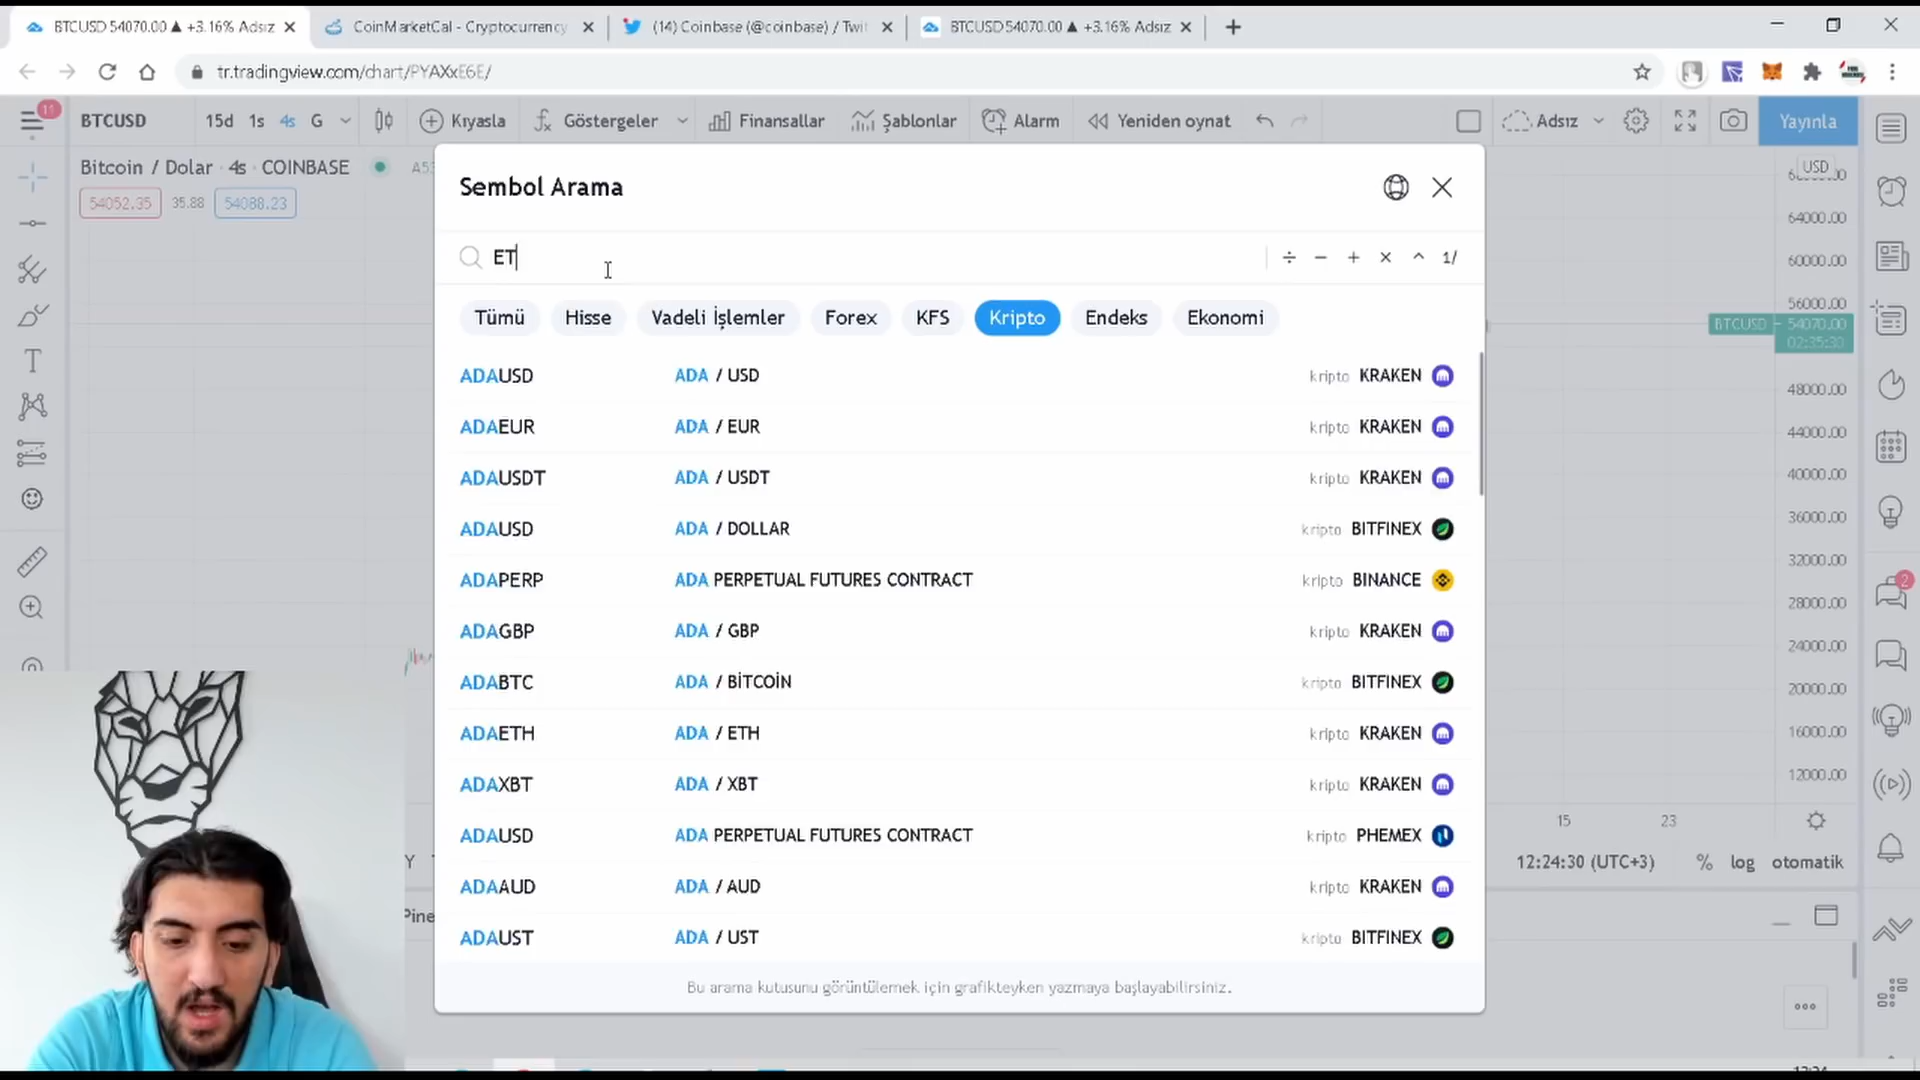 BTCUSD 54070.00 ▲ +3.16% Adsız
CoinMarketCal - Cryptocurrency
(14) Coinbase (@coinbase) / Twi
BTCUSD 54070.00 ▲ +3.16% Adsız
tr.tradingview.com/chart/PYAXxE6E/
11
BTCUSD
15d 1s 4s G
Kıyasla
Göstergeler
Finansallar
Şablonlar
Alarm
Yeniden oynat
Adsız
Yayınla
Bitcoin / Dolar · 4s · COINBASE
54052.35 35.88 54088.23
Sembol Arama
ET
÷ − + × ^ 1/
Tümü Hisse Vadeli İşlemler Forex KFS Kripto Endeks Ekonomi
ADAUSD ADA / USD kripto KRAKEN
ADAEUR ADA / EUR kripto KRAKEN
ADAUSDT ADA / USDT kripto KRAKEN
ADAUSD ADA / DOLLAR kripto BITFINEX
ADAPERP ADA PERPETUAL FUTURES CONTRACT kripto BINANCE
ADAGBP ADA / GBP kripto KRAKEN
ADABTC ADA / BİTCOİN kripto BITFINEX
ADAETH ADA / ETH kripto KRAKEN
ADAXBT ADA / XBT kripto KRAKEN
ADAUSD ADA PERPETUAL FUTURES CONTRACT kripto PHEMEX
ADAAUD ADA / AUD kripto KRAKEN
ADAUST ADA / UST kripto BITFINEX
Bu arama kutusunu görüntülemek için grafikteyken yazmaya başlayabilirsiniz.
USD
64000.00
60000.00
56000.00
BTCUSD 54070.00
02:35:30
48000.00
44000.00
40000.00
36000.00
32000.00
28000.00
24000.00
20000.00
16000.00
12000.00
15 23
12:24:30 (UTC+3) % log otomatik
Pine
2